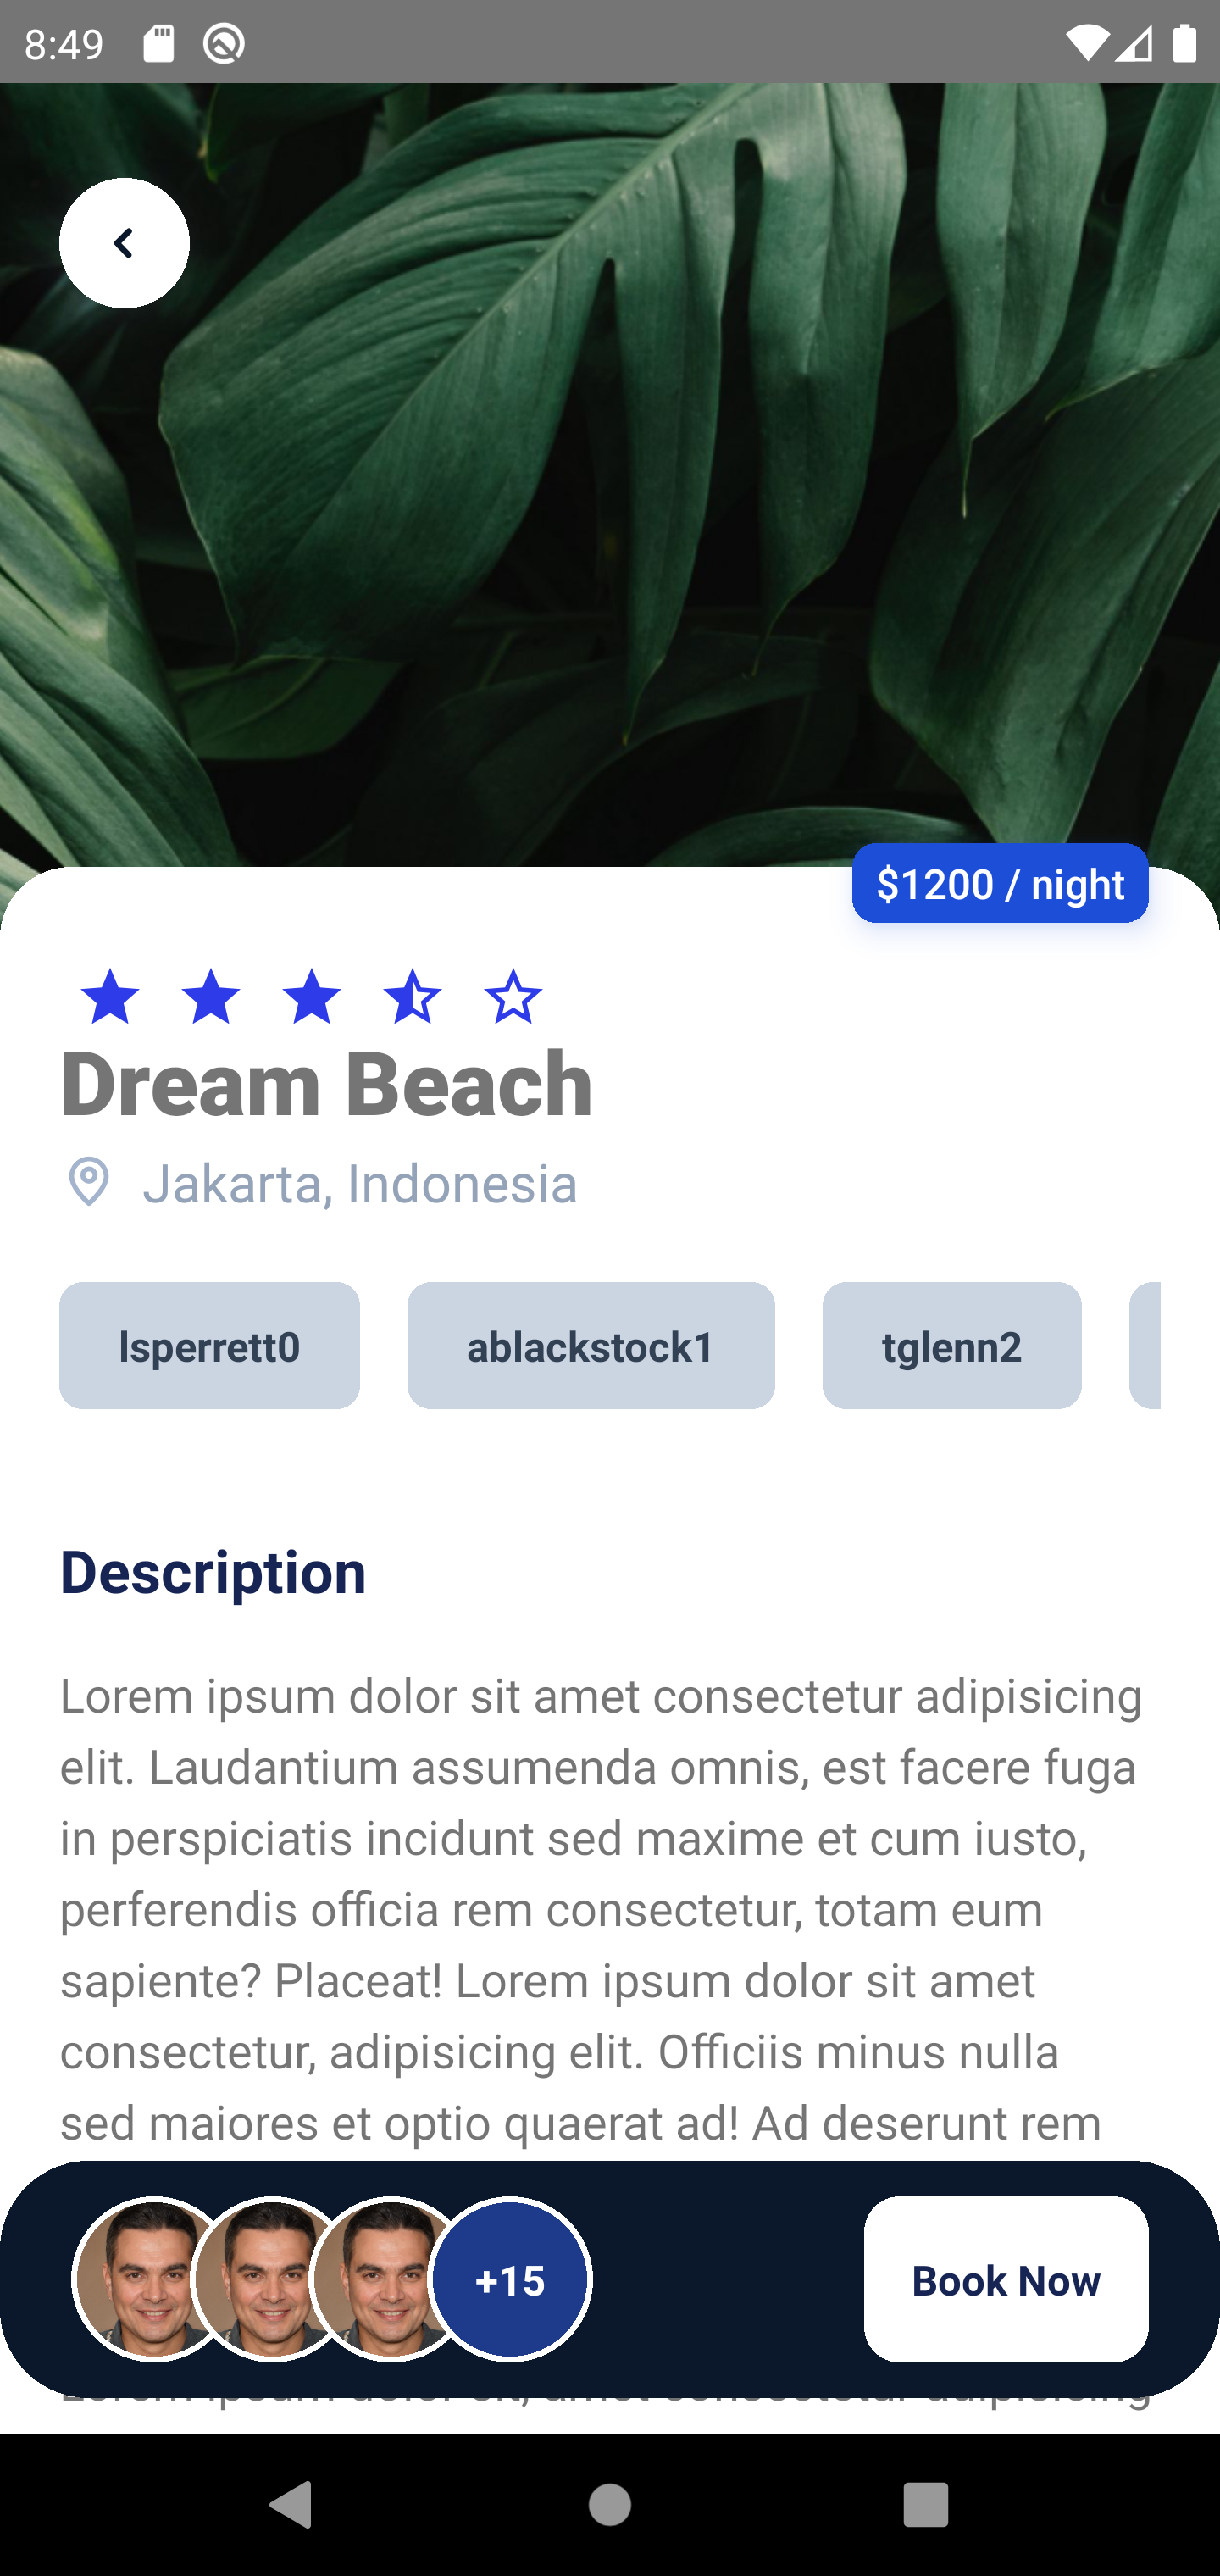 8:49
$1200 / night
Dream Beach
Jakarta, Indonesia
lsperrett0
ablackstock1
tglenn2
Description
Lorem ipsum dolor sit amet consectetur adipisicing
elit. Laudantium assumenda omnis, est facere fuga
in perspiciatis incidunt sed maxime et cum iusto,
perferendis officia rem consectetur, totam eum
sapiente? Placeat! Lorem ipsum dolor sit amet
consectetur, adipisicing elit. Officiis minus nulla
sed maiores et optio quaerat ad! Ad deserunt rem
+15
Book Now